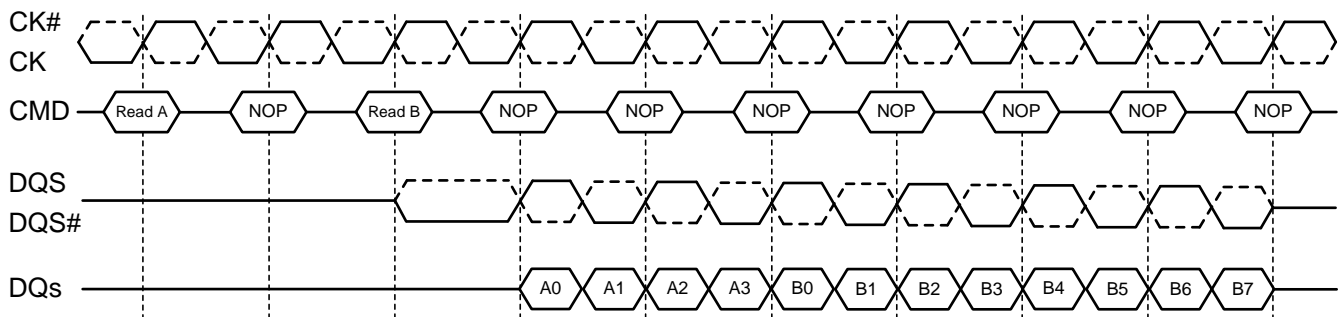 CK#
CK
CMD Read A NOP Read B NOP NOP NOP NOP NOP NOP NOP
DQS
DQS#
DQs A0 A1 A2 A3 B0 B1 B2 B3 B4 B5 B6 B7